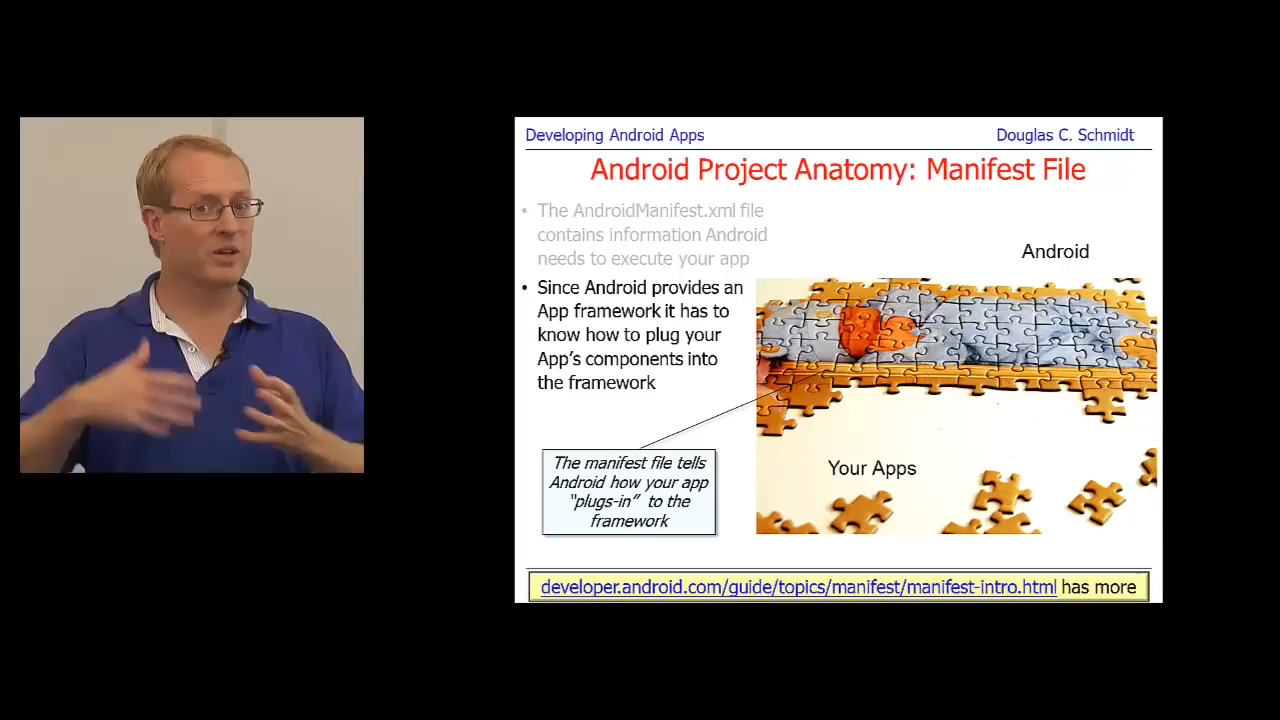 Developing Android Apps
Douglas C. Schmidt
Android Project Anatomy: Manifest File
• The AndroidManifest.xml file
contains information Android
needs to execute your app
• Since Android provides an
App framework it has to
know how to plug your
App's components into
the framework
Android
Your Apps
The manifest file tells
Android how your app
“plugs-in” to the
framework
developer.android.com/guide/topics/manifest/manifest-intro.html has more